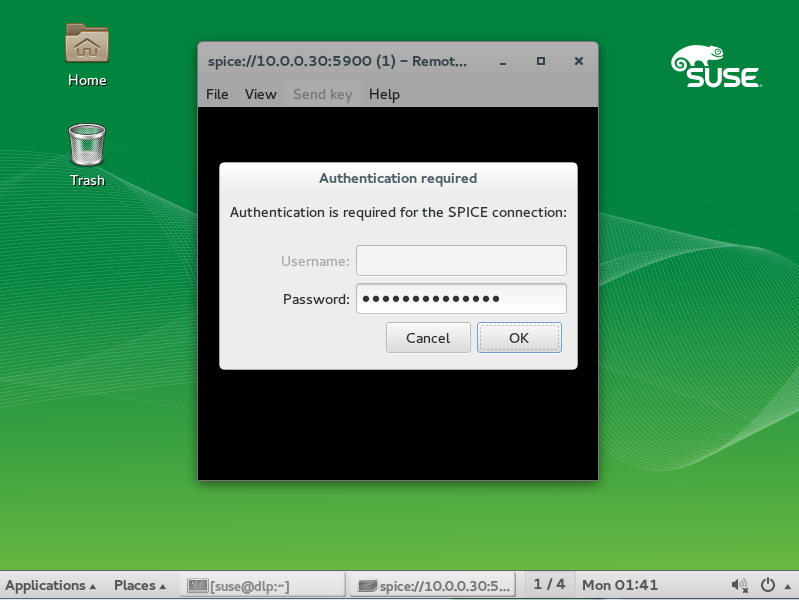 Home
Trash
SUSE
spice://10.0.0.30:5900 (1) – Remot...
File View Send key Help
Authentication required
Authentication is required for the SPICE connection:
Username:
Password: ●●●●●●●●●●●●●●
Cancel OK
Applications Places [suse@dlp:~] spice://10.0.0.30:5... 1 / 4 Mon 01:41